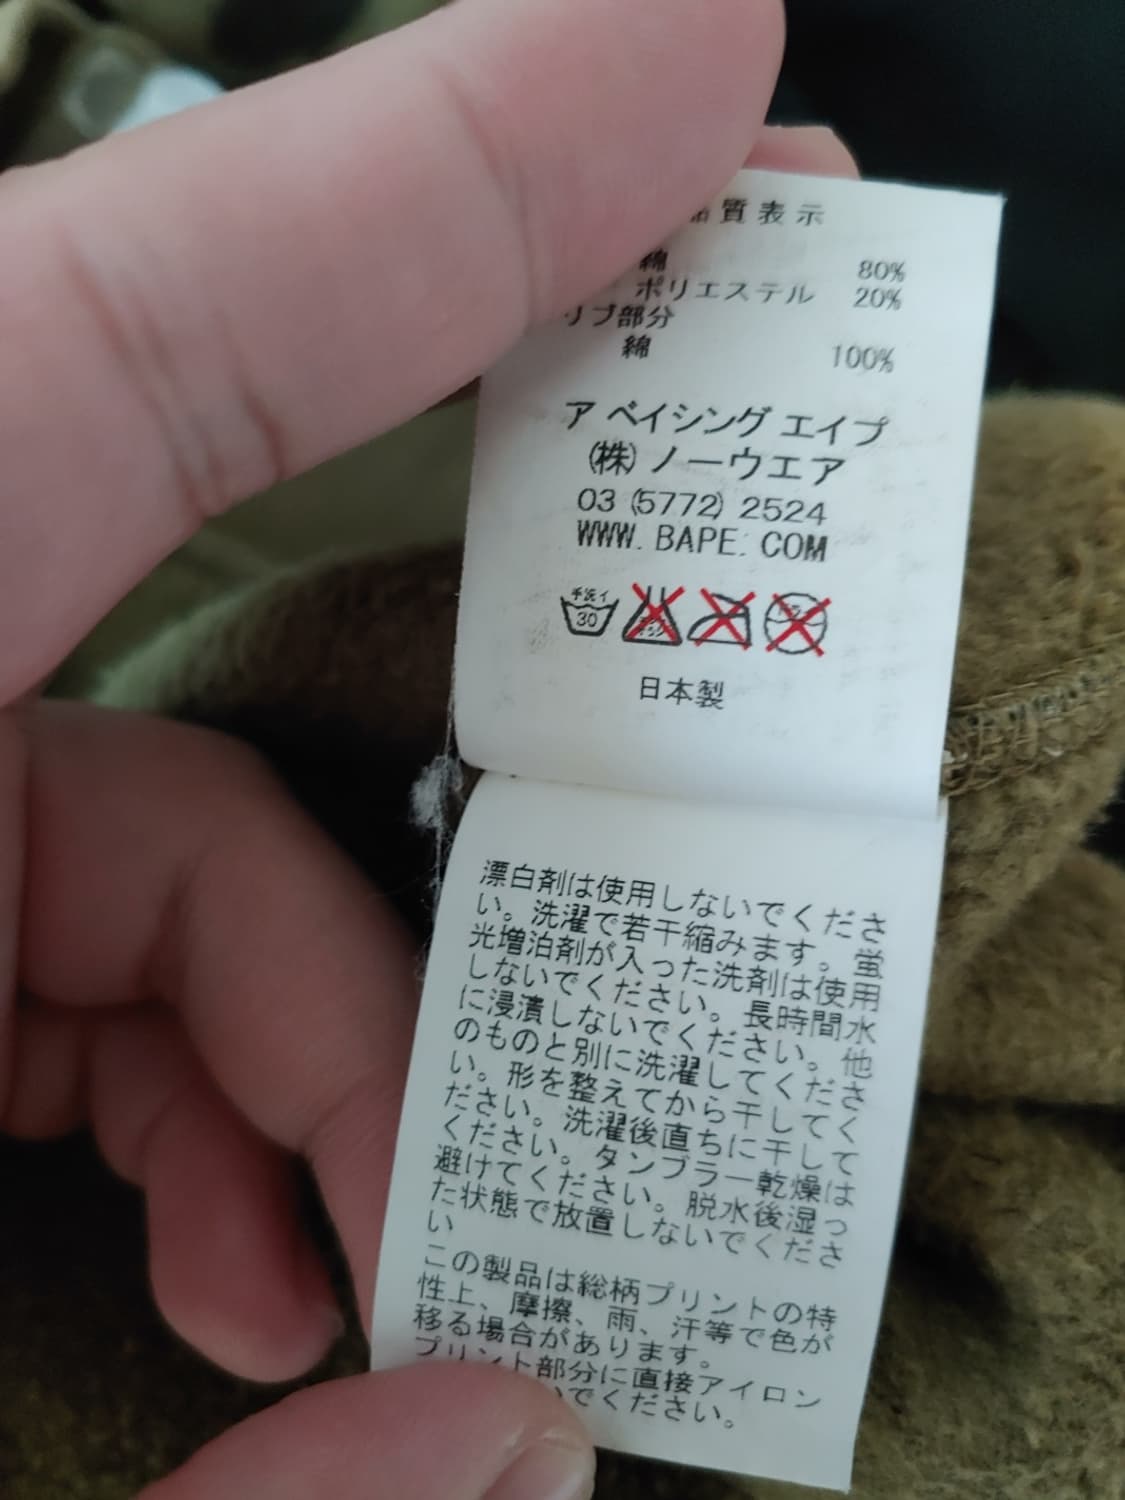 質表示
綿 80%
ポリエステル 20%
リブ部分
綿 100%
ア ベイシング エイプ
(株) ノーウエア
03 (5772) 2524
WWW. BAPE. COM
手洗イ
30
日本製
漂白剤は使用しないでくださ
い。洗濯で若干縮みます。蛍
光増泊剤が入った洗剤は使用
しないでください。長時間水
に浸漬しないでください。他
のものと別に洗濯してくださ
い。形を整えてから干してく
ださい。洗濯後直ちに干して
ください。タンブラー乾燥は
避けてください。脱水後湿っ
た状態で放置しないでくださ
い
この製品は総柄プリントの特
性上、摩擦、雨、汗等で色が
移る場合があります。
プリント部分に直接アイロン
いでください。